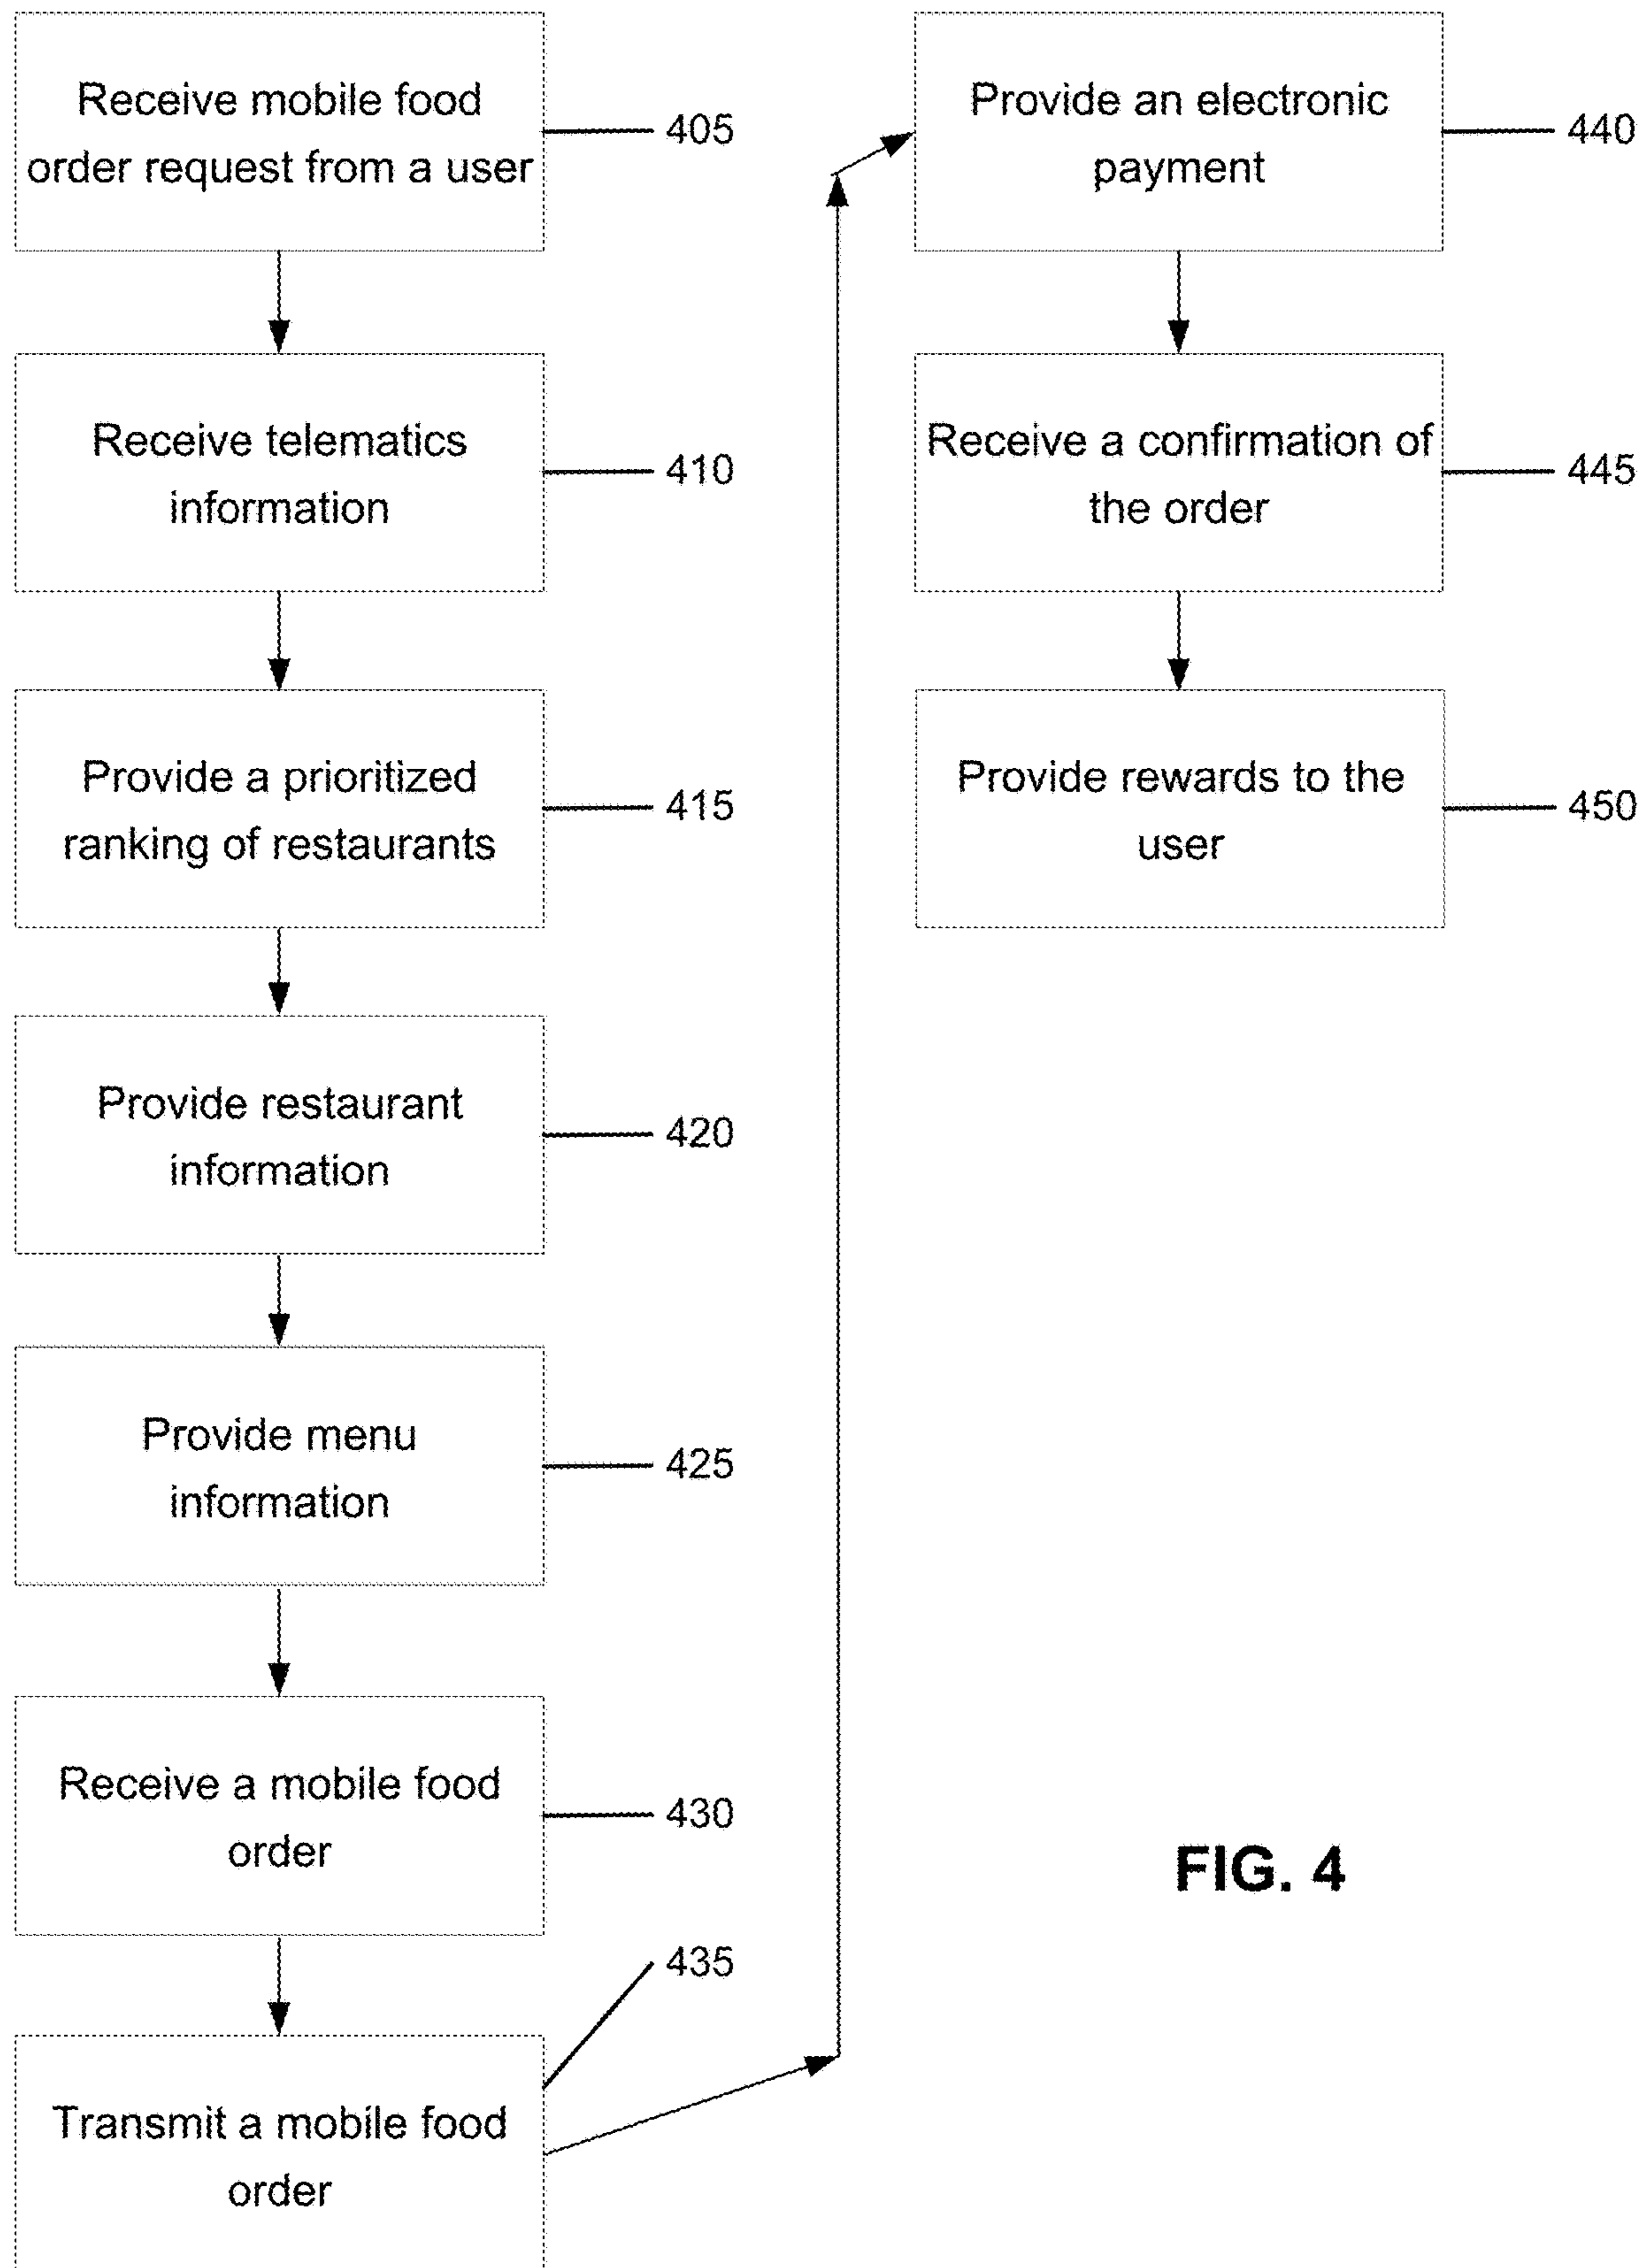 Receive mobile food
order request from a user
405
Receive telematics
information
410
Provide a prioritized
ranking of restaurants
415
Provide restaurant
information
420
Provide menu
information
425
Receive a mobile food
order
430
435
Transmit a mobile food
order
Provide an electronic
payment
440
Receive a confirmation of
the order
445
Provide rewards to the
user
450
FIG. 4